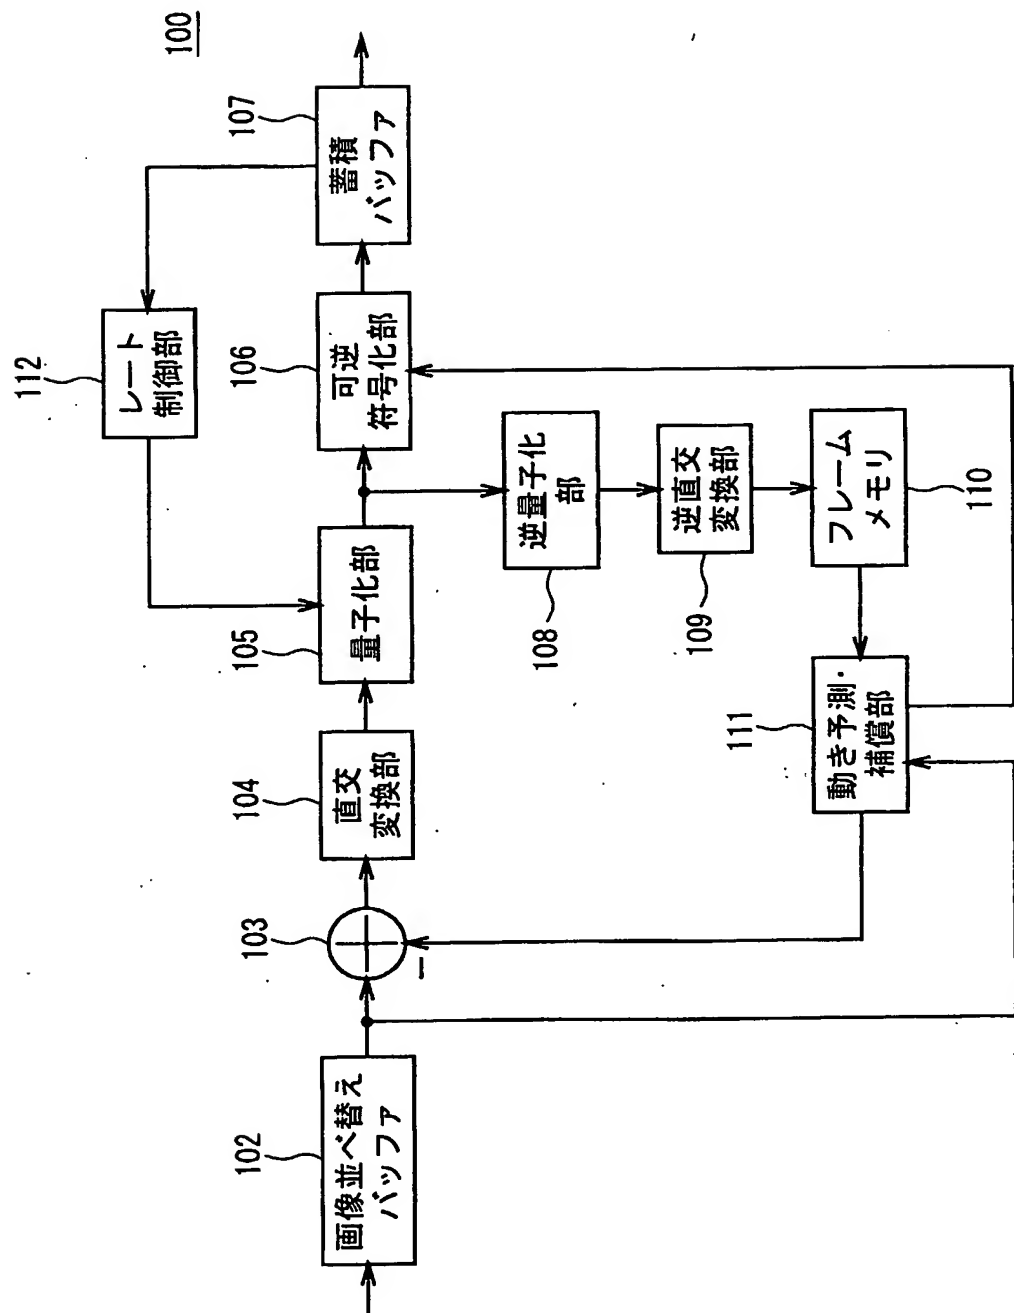 100
112
レート
制御部
107
蓄積
バッファ
106
可逆
符号化部
105
量子化部
104
直交
変換部
103
−
102
画像並べ替え
バッファ
108
逆量子化
部
109
逆直交
変換部
110
フレーム
メモリ
111
動き予測・
補償部